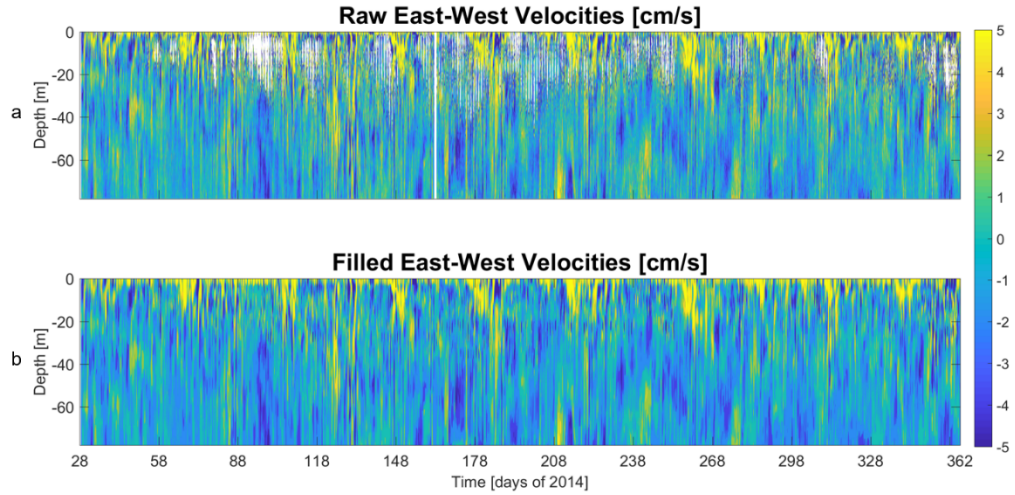 Raw East-West Velocities [cm/s]
a
Depth [m]
0
-20
-40
-60
Filled East-West Velocities [cm/s]
b
Depth [m]
0
-20
-40
-60
28 58 88 118 148 178 208 238 268 298 328 362
Time [days of 2014]
5
4
3
2
1
0
-1
-2
-3
-4
-5